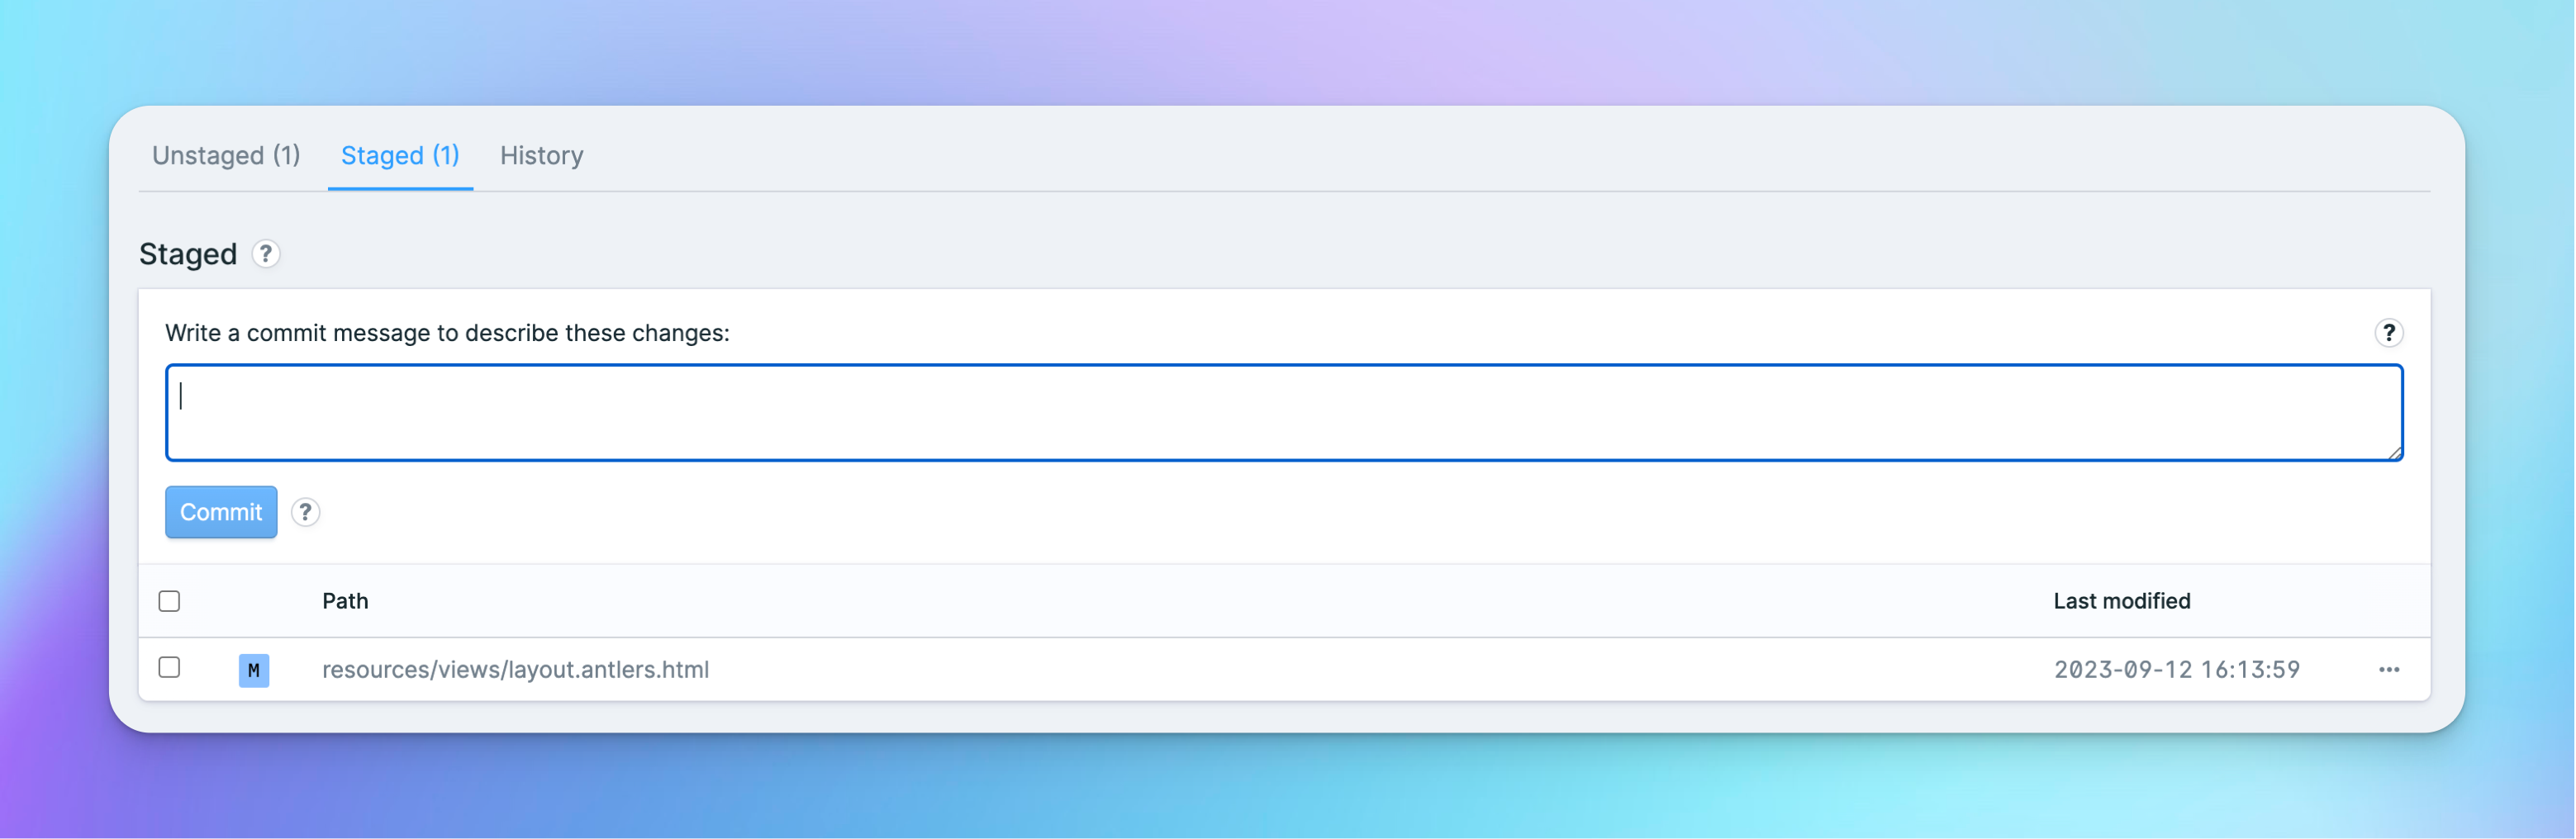 Unstaged (1) Staged (1) History
Staged ?
Write a commit message to describe these changes: ?
Commit ?
Path Last modified
M resources/views/layout.antlers.html 2023-09-12 16:13:59 ···